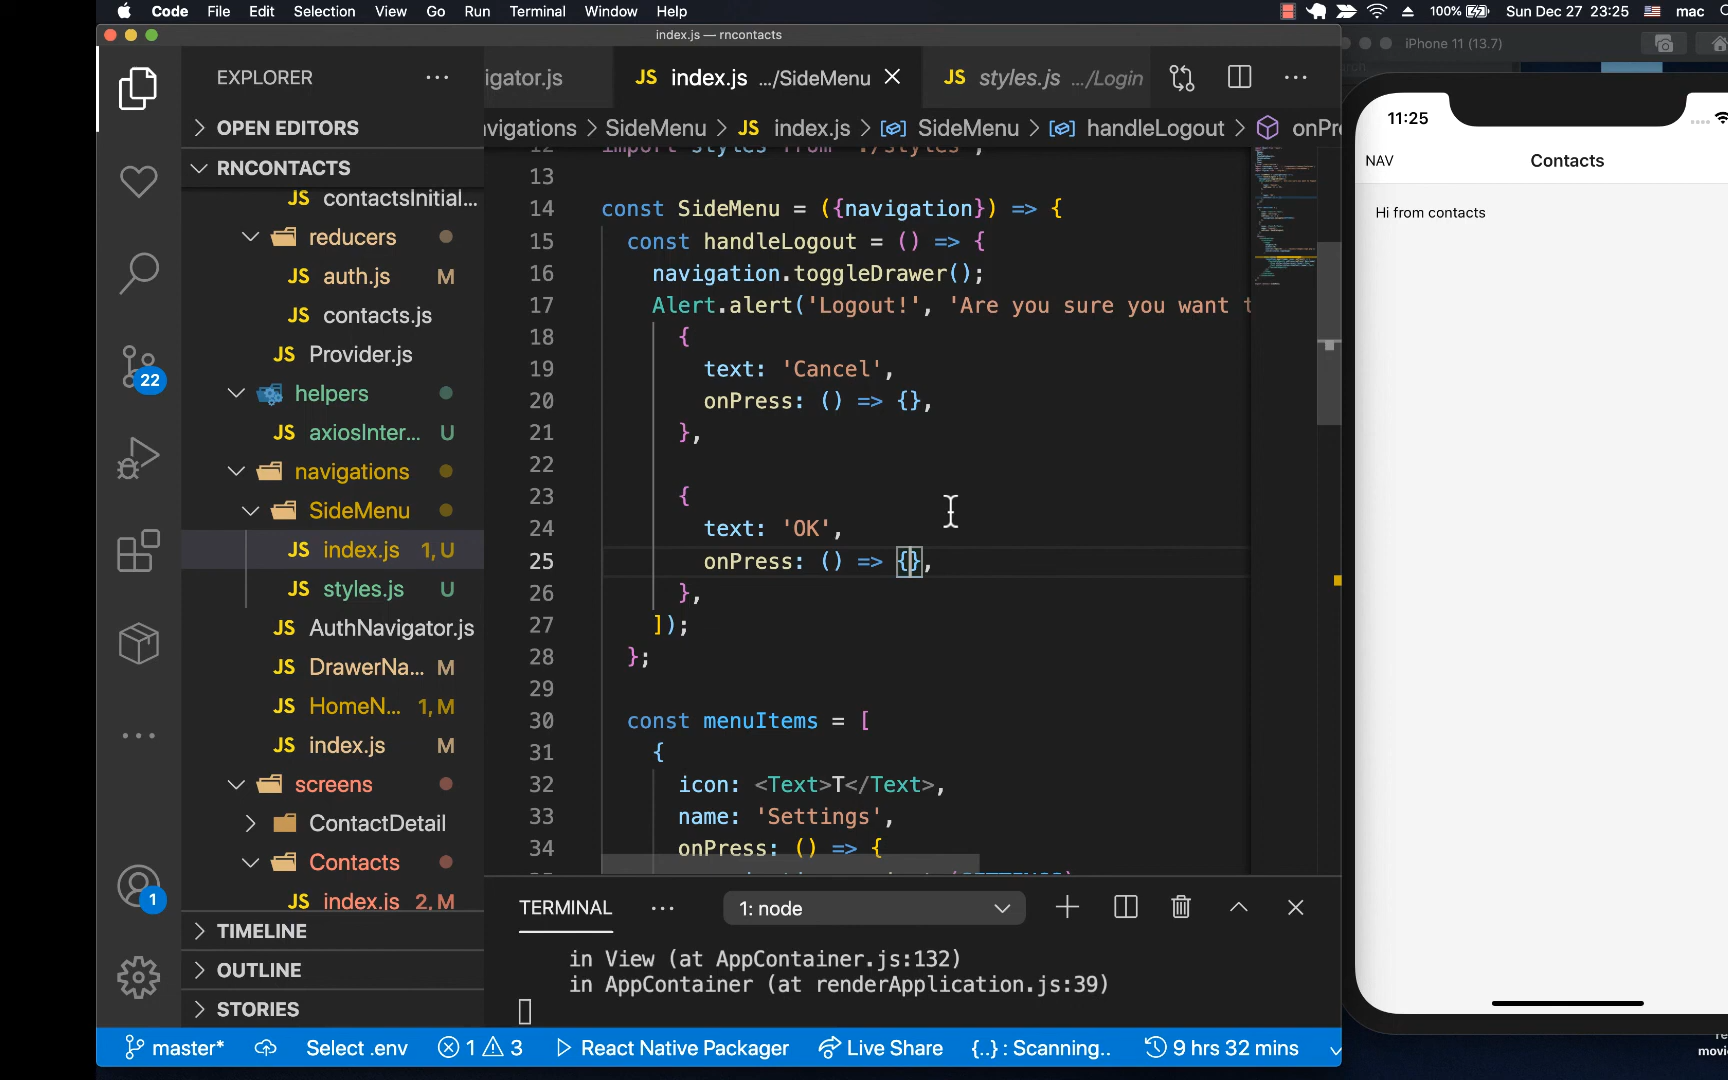 Code File Edit Selection View Go Run Terminal Window Help
100% Sun Dec 27 23:25 mac
index.js — rncontacts
iPhone 11 (13.7)
EXPLORER
igator.js
JS index.js .../SideMenu
JS styles.js .../Login
OPEN EDITORS
vigations > SideMenu > JS index.js > SideMenu > handleLogout > onPr
RNCONTACTS
JS contactsInitial...
reducers
JS auth.js M
JS contacts.js
JS Provider.js
helpers
JS axiosInter... U
navigations
SideMenu
JS index.js 1, U
JS styles.js U
JS AuthNavigator.js
JS DrawerNa... M
JS HomeN... 1, M
JS index.js M
screens
ContactDetail
Contacts
JS index.js 2, M
TIMELINE
OUTLINE
STORIES
22
1
12 import styles from './styles';
13
14 const SideMenu = ({navigation}) => {
15 const handleLogout = () => {
16 navigation.toggleDrawer();
17 Alert.alert('Logout!', 'Are you sure you want t
18 {
19 text: 'Cancel',
20 onPress: () => {},
21 },
22
23 {
24 text: 'OK',
25 onPress: () => {},
26 },
27 ]);
28 };
29
30 const menuItems = [
31 {
32 icon: <Text>T</Text>,
33 name: 'Settings',
34 onPress: () => {
TERMINAL
1: node
in View (at AppContainer.js:132)
in AppContainer (at renderApplication.js:39)
master* Select .env 1 3 React Native Packager Live Share {..} : Scanning.. 9 hrs 32 mins
11:25
NAV Contacts
Hi from contacts
movi